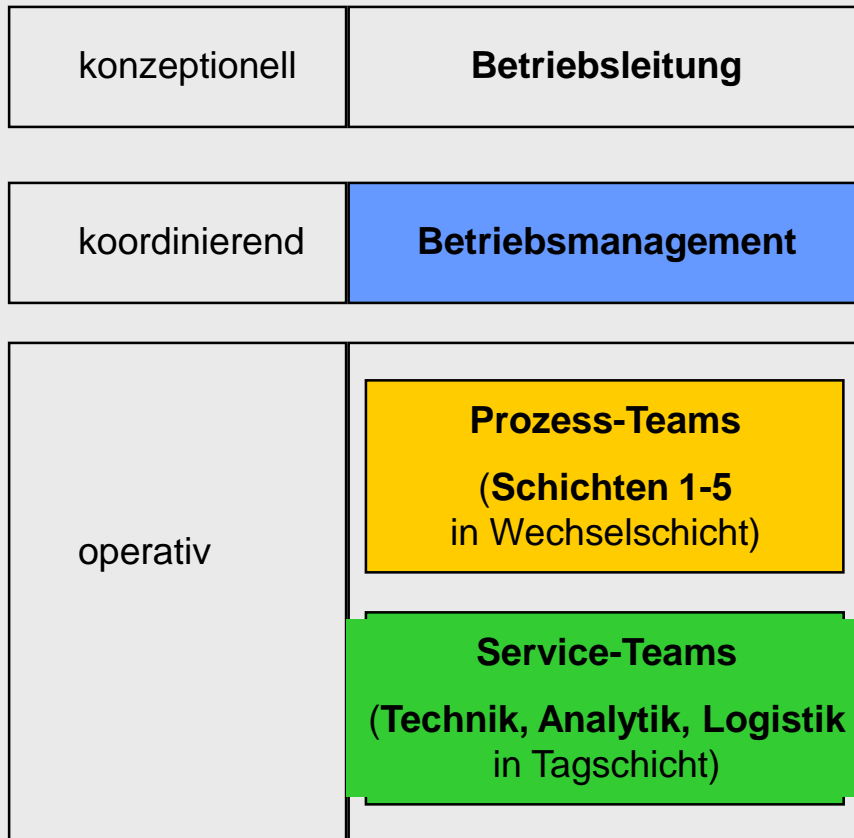 konzeptionell
Betriebsleitung
koordinierend
Betriebsmanagement
operativ
Prozess-Teams
(Schichten 1-5
in Wechselschicht)
Service-Teams
(Technik, Analytik, Logistik
in Tagschicht)